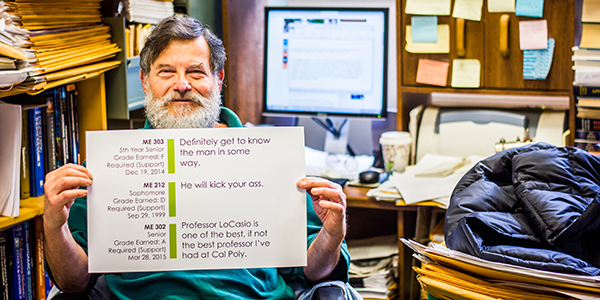 ME 303
5th Year Senior
Grade Earned: F
Required (Support)
Dec 19, 2014
Definitely get to know
the man in some
way.
ME 212
Sophomore
Grade Earned: D
Required (Support)
Sep 29, 1999
He will kick your ass.
ME 302
Senior
Grade Earned: A
Required (Support)
Mar 28, 2015
Professor LoCasio is
one of the best, if not
the best professor I've
had at Cal Poly.